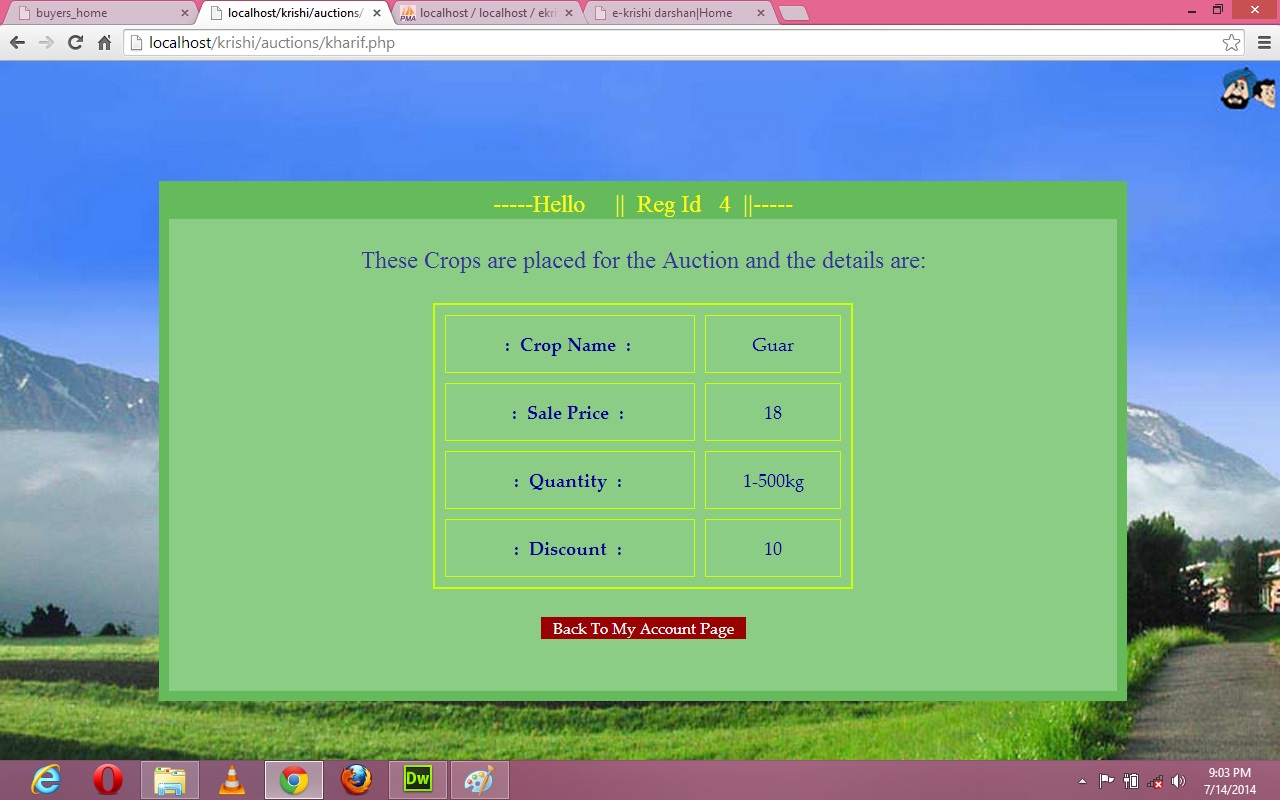 buyers_home
localhost/krishi/auctions/
localhost / localhost / ekri
e-krishi darshan|Home
localhost/krishi/auctions/kharif.php
-----Hello || Reg Id 4 ||-----
These Crops are placed for the Auction and the details are:
: Crop Name : Guar
: Sale Price : 18
: Quantity : 1-500kg
: Discount : 10
Back To My Account Page
Dw
9:03 PM
7/14/2014